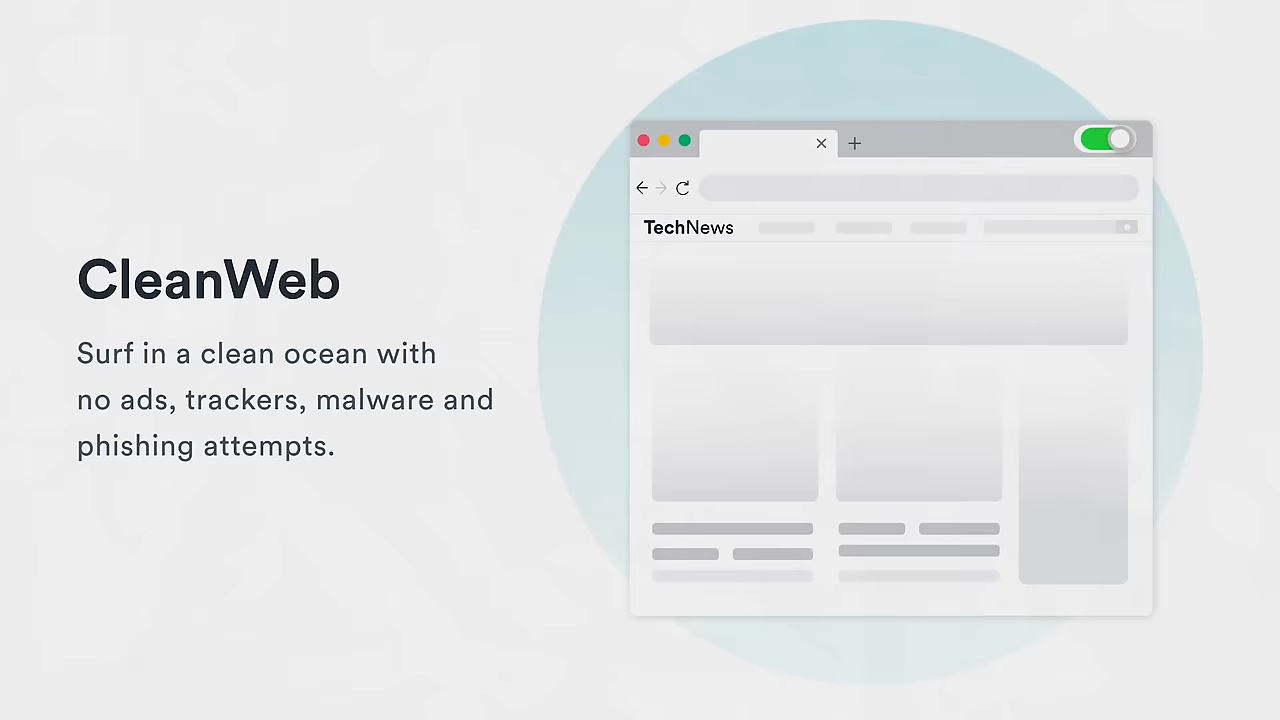 CleanWeb
Surf in a clean ocean with
no ads, trackers, malware and
phishing attempts.
TechNews